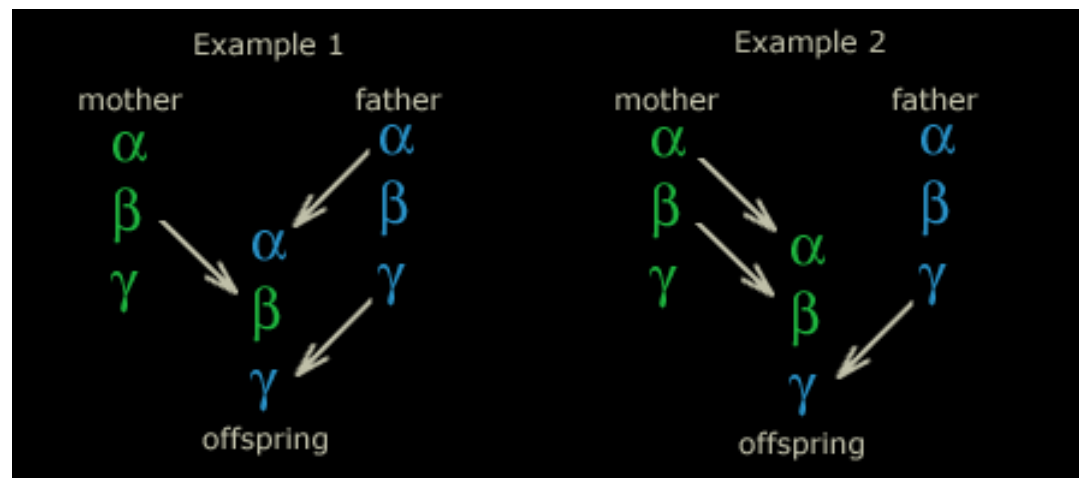 Example 1
mother father
α α
β β
α
γ γ
β
γ
offspring
Example 2
mother father
α α
β β
α
γ γ
β
γ
offspring